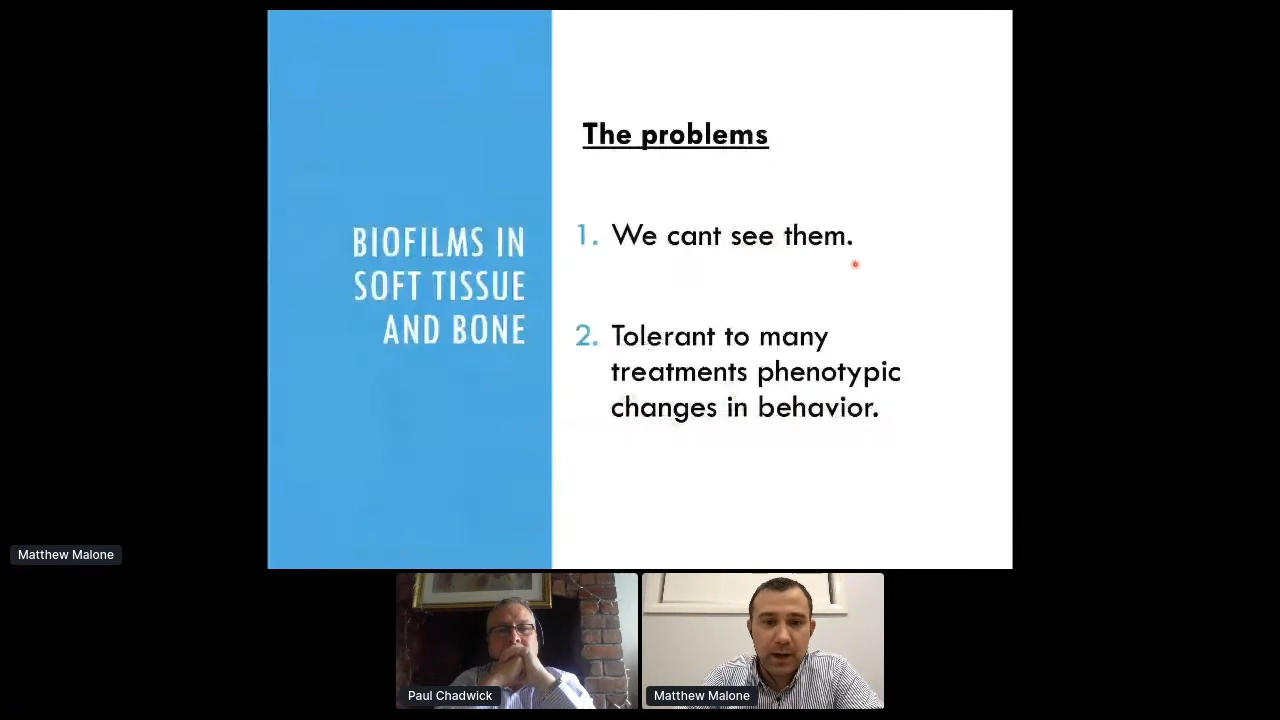 BIOFILMS IN
SOFT TISSUE
AND BONE
The problems
1. We cant see them.
2. Tolerant to many
treatments phenotypic
changes in behavior.
Matthew Malone
Paul Chadwick
Matthew Malone